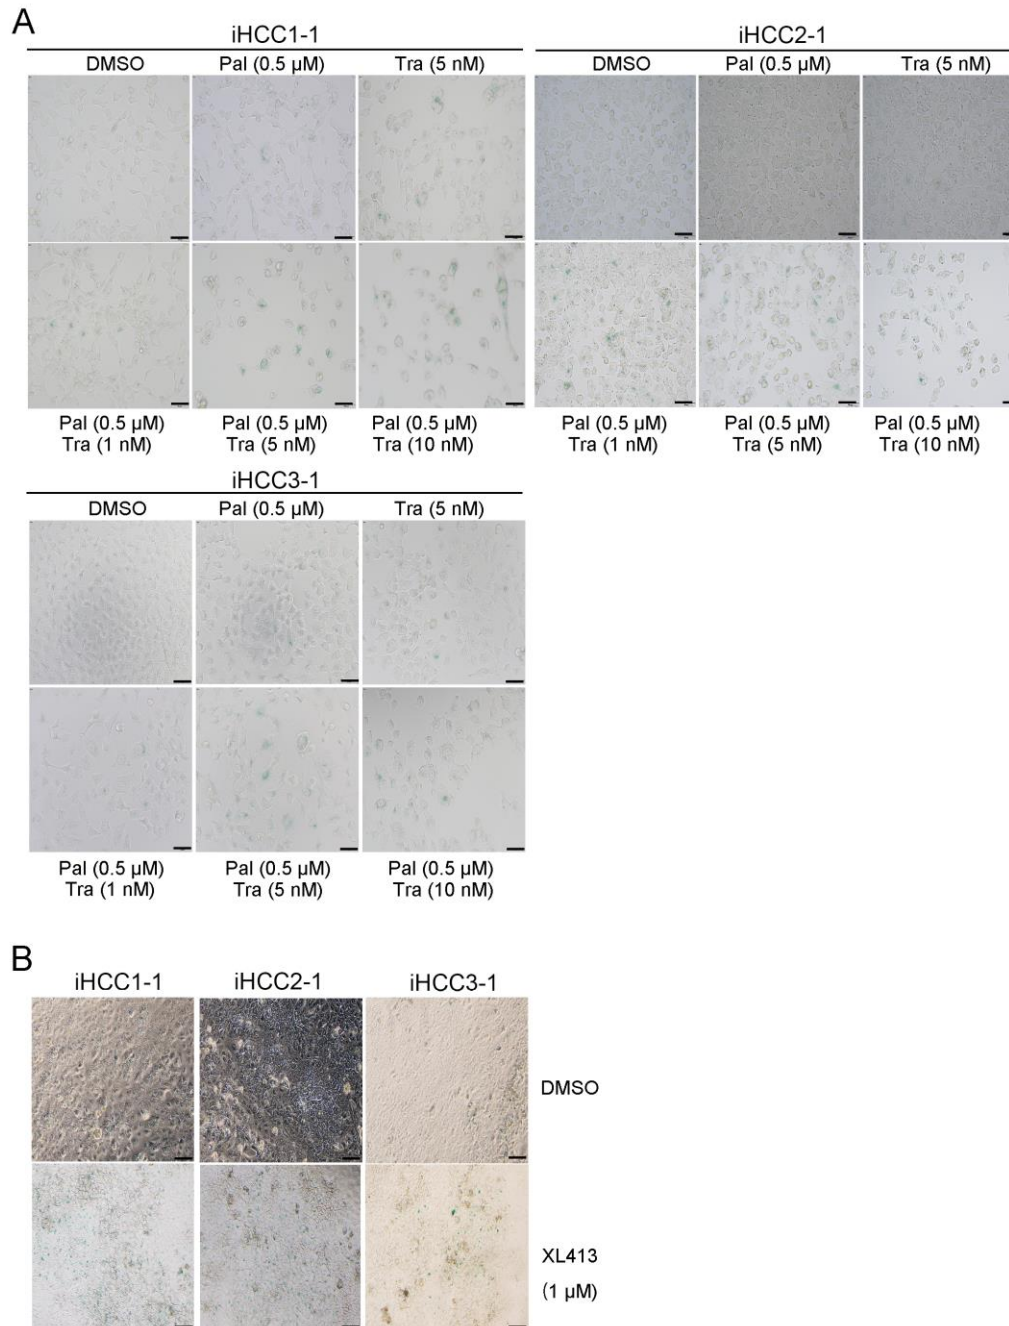 A
iHCC1-1
DMSO Pal (0.5 µM) Tra (5 nM)
Pal (0.5 µM) Pal (0.5 µM) Pal (0.5 µM)
Tra (1 nM) Tra (5 nM) Tra (10 nM)
iHCC2-1
DMSO Pal (0.5 µM) Tra (5 nM)
Pal (0.5 µM) Pal (0.5 µM) Pal (0.5 µM)
Tra (1 nM) Tra (5 nM) Tra (10 nM)
iHCC3-1
DMSO Pal (0.5 µM) Tra (5 nM)
Pal (0.5 µM) Pal (0.5 µM) Pal (0.5 µM)
Tra (1 nM) Tra (5 nM) Tra (10 nM)
B
iHCC1-1 iHCC2-1 iHCC3-1
DMSO
XL413
(1 µM)